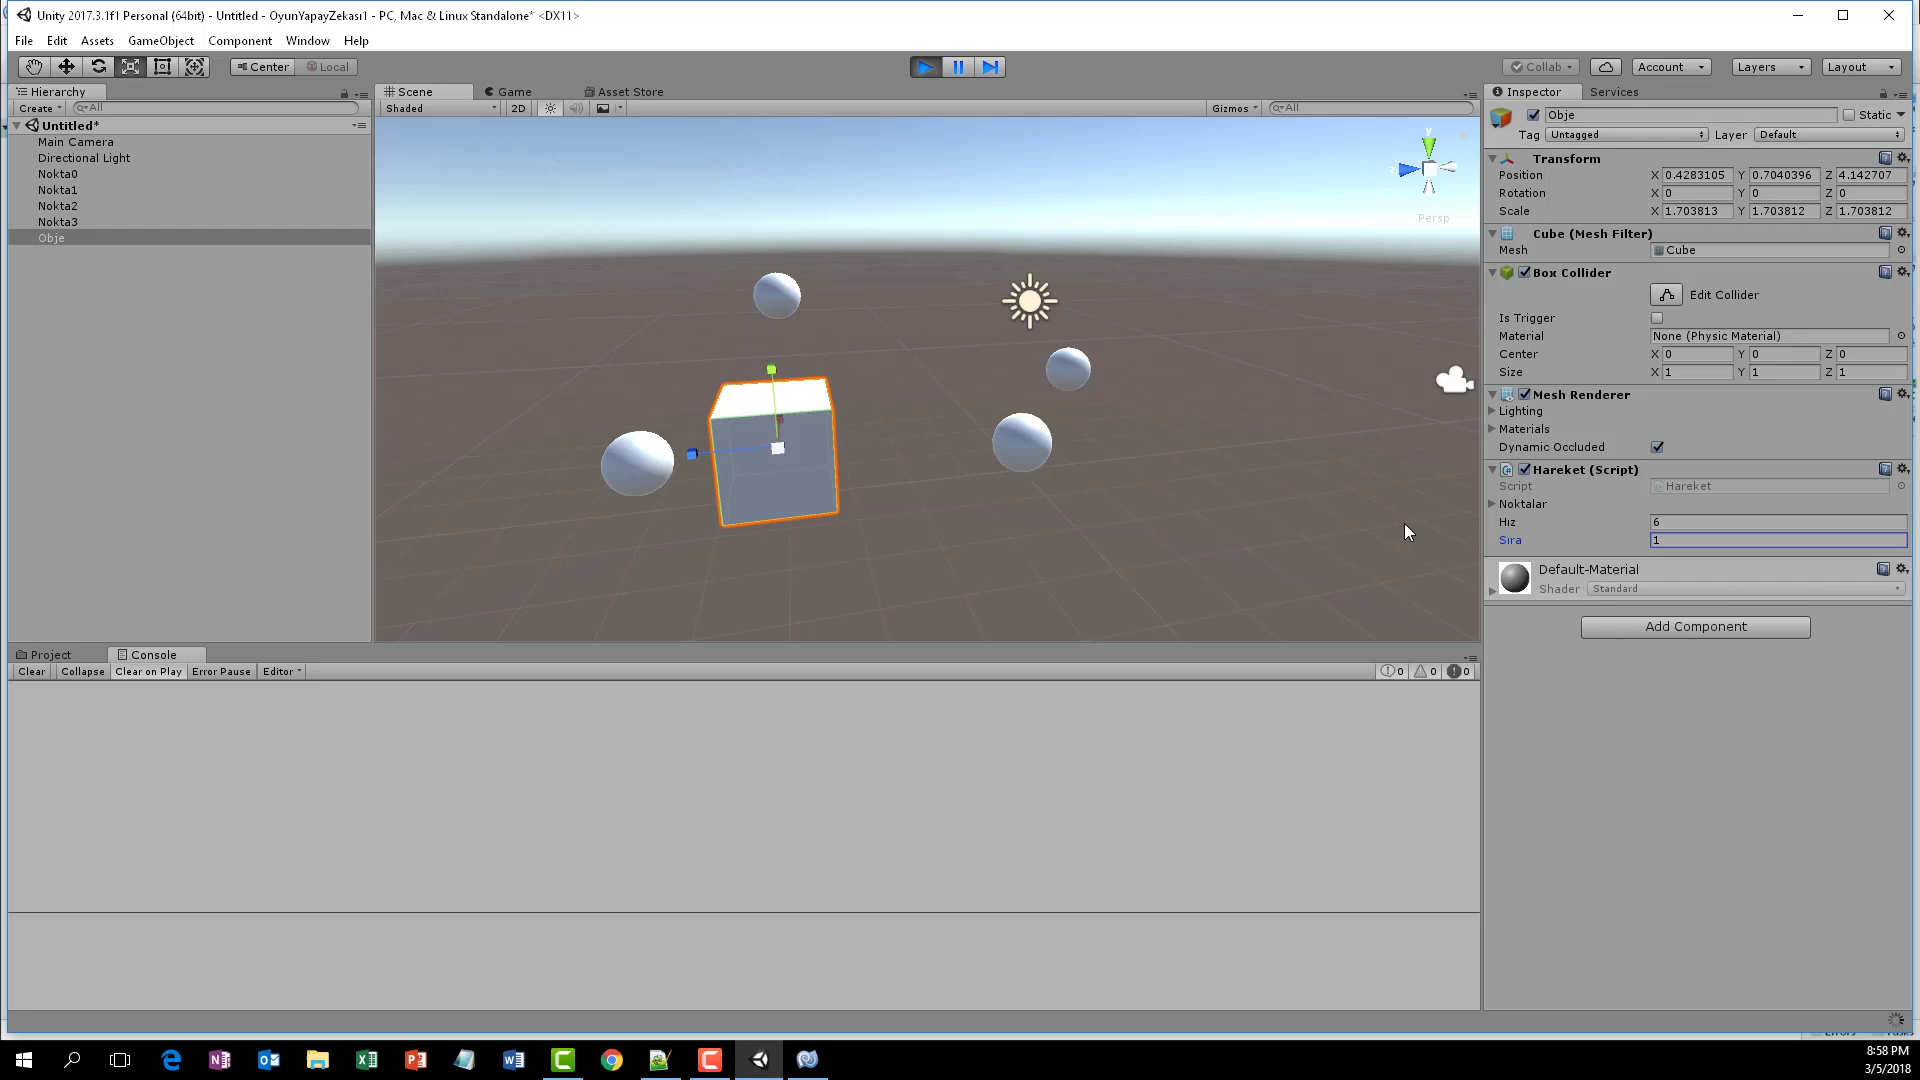 Unity 2017.3.1f1 Personal (64bit) - Untitled - OyunYapayZekası1 - PC, Mac & Linux Standalone* <DX11>
File Edit Assets GameObject Component Window Help
Center Local
Collab Account Layers Layout
Hierarchy
Create All
Untitled*
Main Camera
Directional Light
Nokta0
Nokta1
Nokta2
Nokta3
Obje
Scene Game Asset Store
Shaded 2D Gizmos All
y
z
Persp
Inspector Services
Obje Static
Tag Untagged Layer Default
Transform
Position X 0.4283105 Y 0.7040396 Z 4.142707
Rotation X 0 Y 0 Z 0
Scale X 1.703813 Y 1.703812 Z 1.703812
Cube (Mesh Filter)
Mesh Cube
Box Collider
Edit Collider
Is Trigger
Material None (Physic Material)
Center X 0 Y 0 Z 0
Size X 1 Y 1 Z 1
Mesh Renderer
Lighting
Materials
Dynamic Occluded
Hareket (Script)
Script Hareket
Noktalar
Hız 6
Sıra 1
Default-Material
Shader Standard
Add Component
Project Console
Clear Collapse Clear on Play Error Pause Editor 0 0 0
8:58 PM
3/5/2018